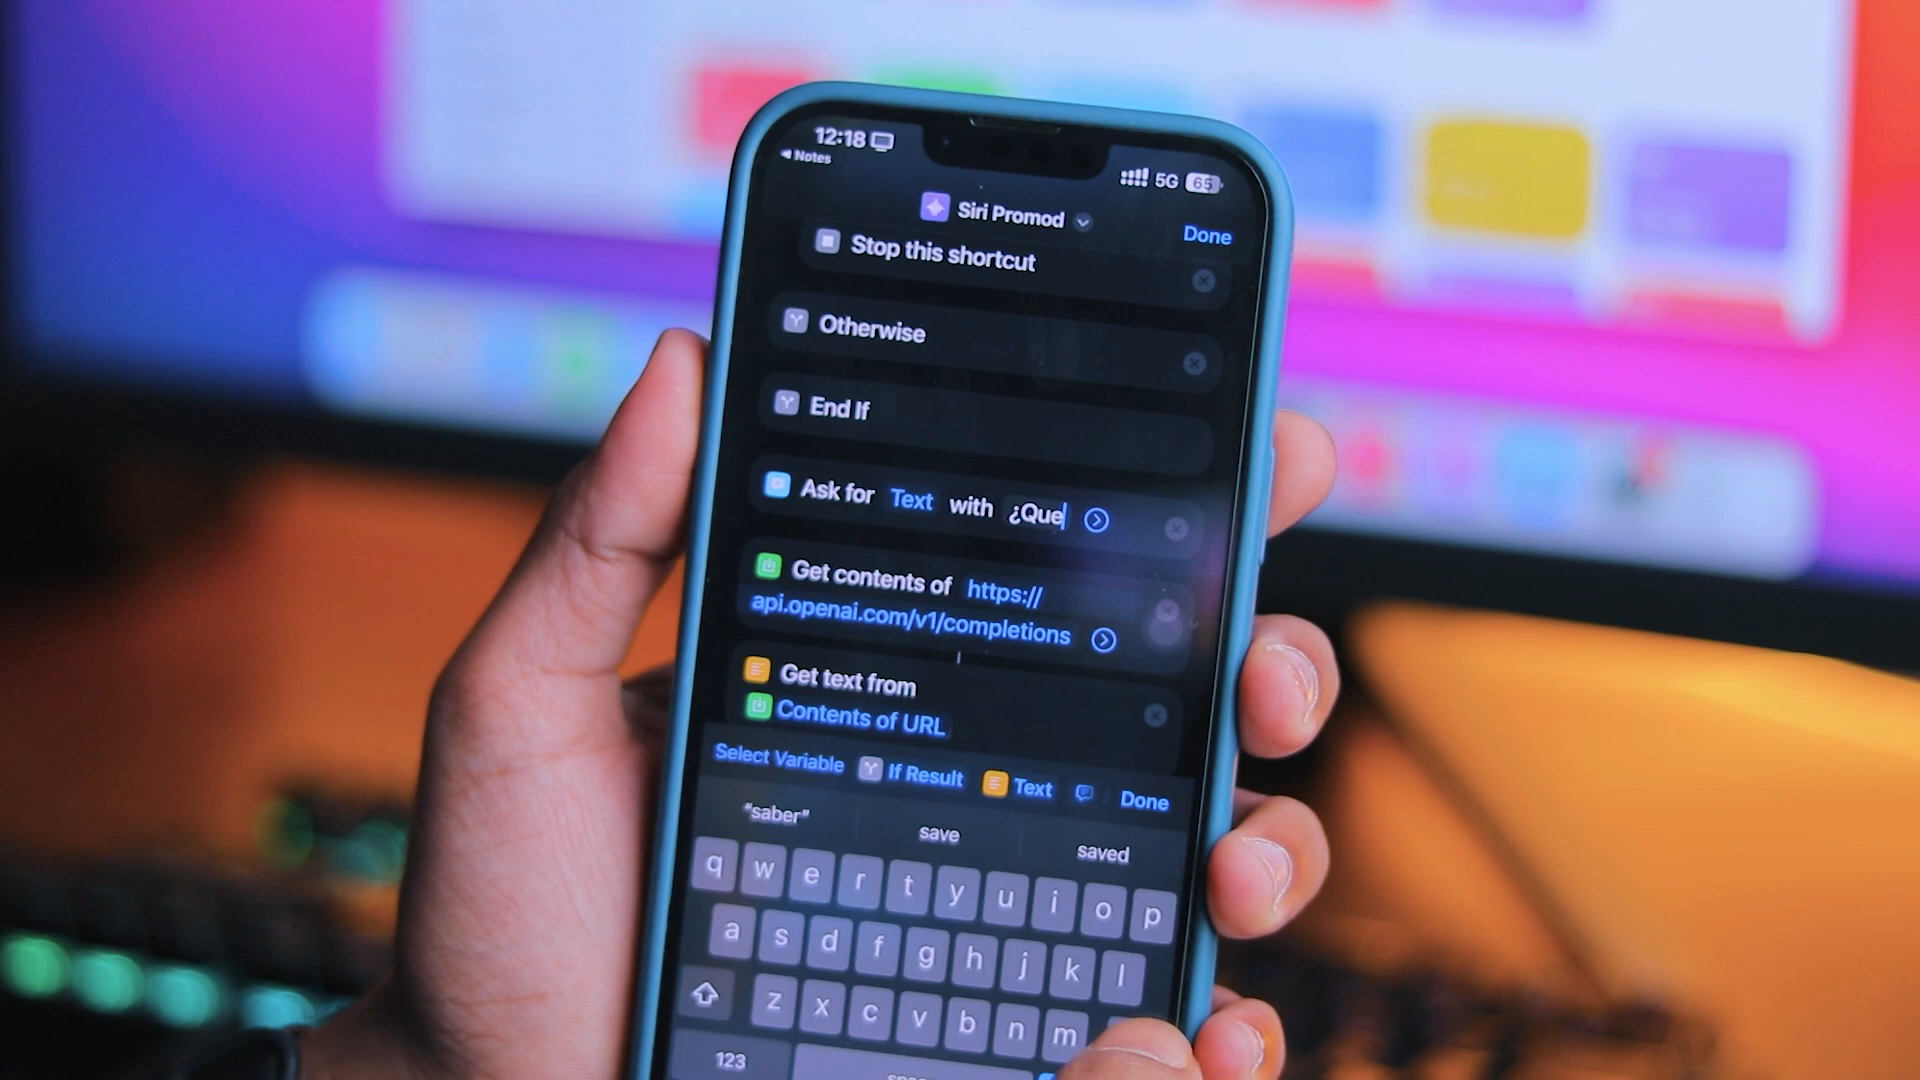 12:18
◀ Notes
5G 65
Siri Promod
Done
Stop this shortcut
Otherwise
End If
Ask for Text with ¿Que
Get contents of https://
api.openai.com/v1/completions
Get text from
Contents of URL
Select Variable If Result Text Done
“saber” save saved
q w e r t y u i o p
a s d f g h j k l
z x c v b n m
123